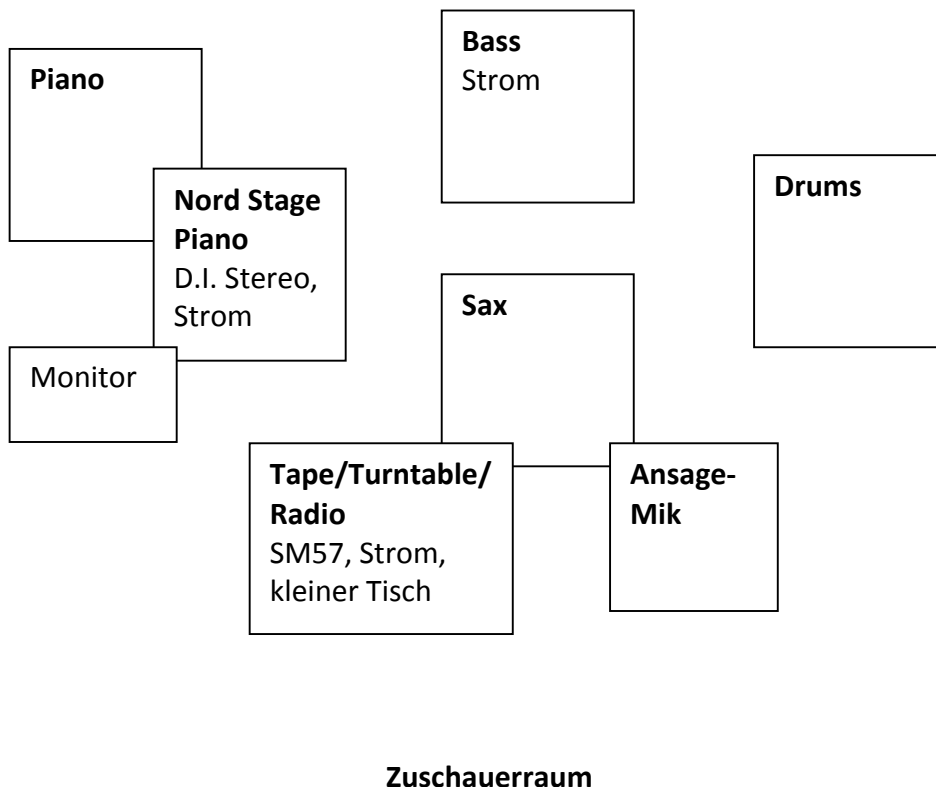 Piano
Bass
Strom
Drums
Nord Stage
Piano
D.I. Stereo,
Strom
Sax
Monitor
Tape/Turntable/
Radio
SM57, Strom,
kleiner Tisch
Ansage-
Mik
Zuschauerraum